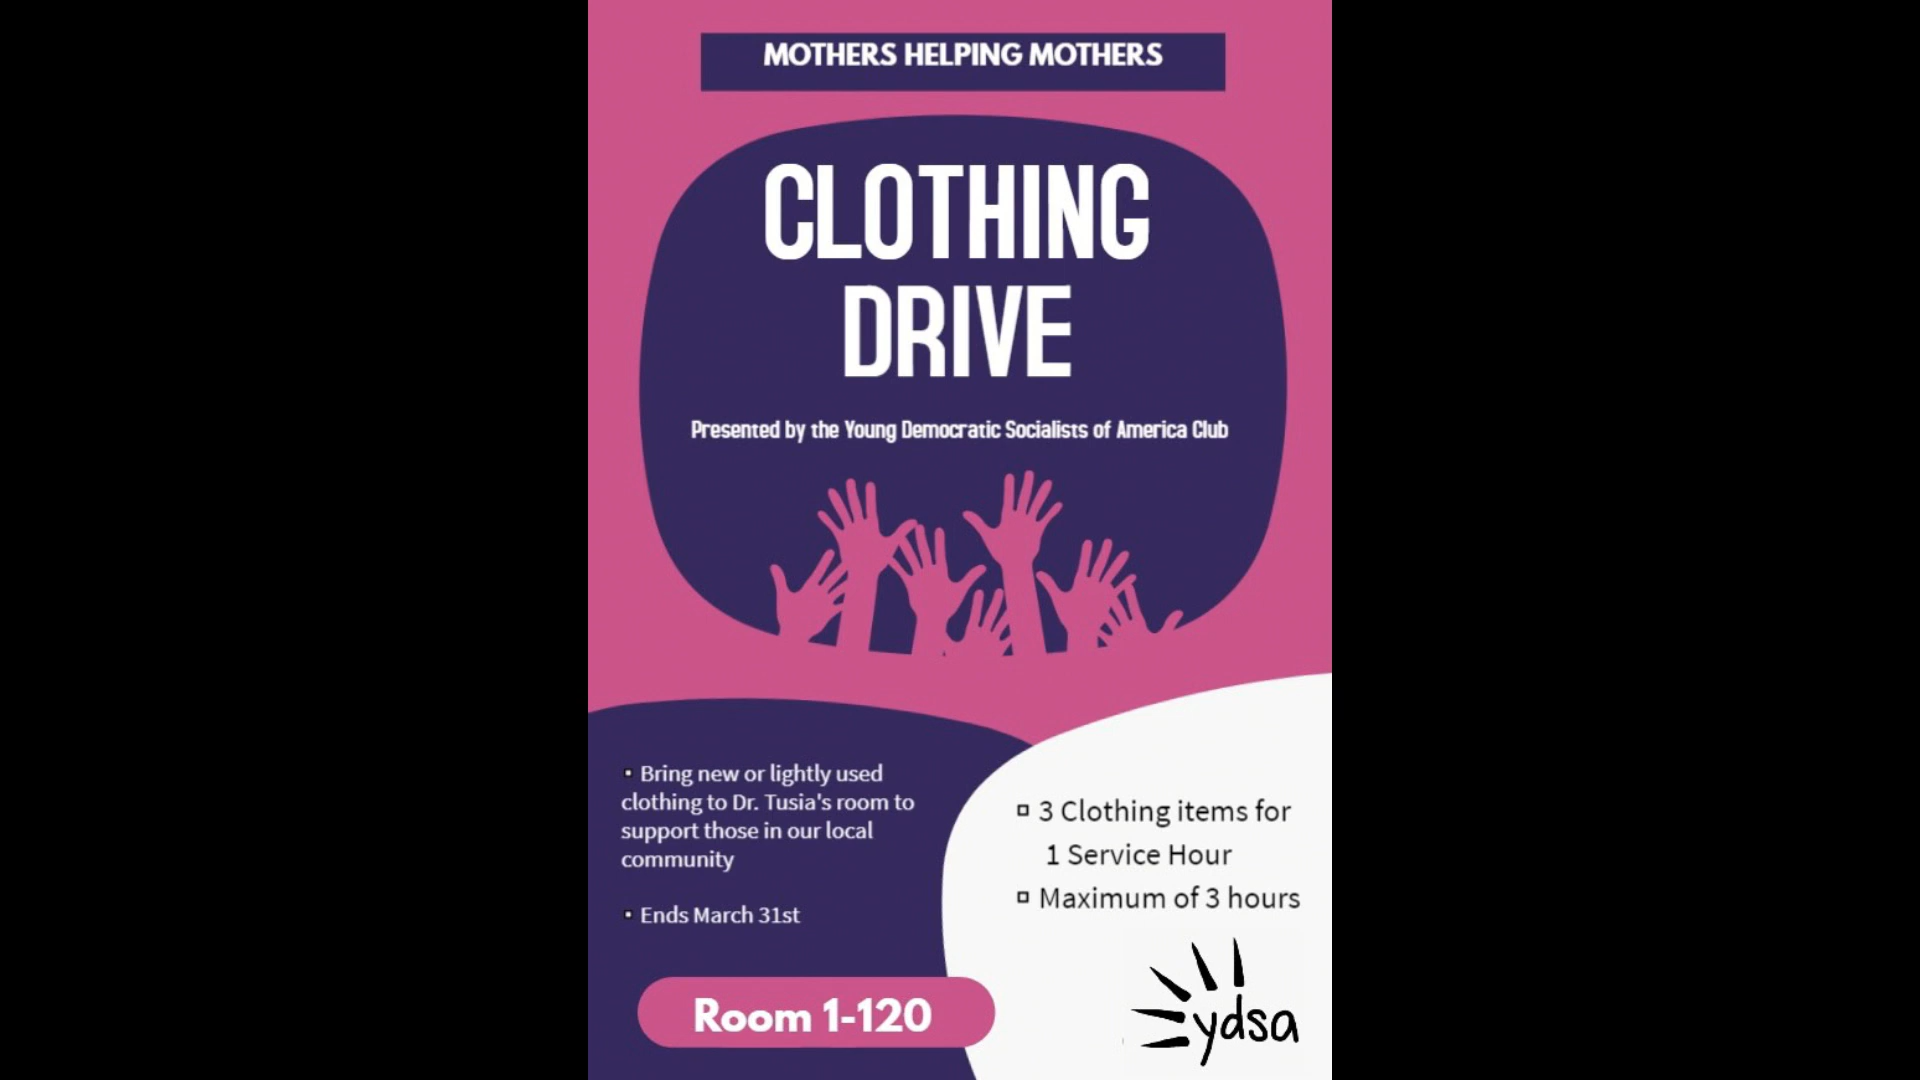 MOTHERS HELPING MOTHERS
CLOTHING
DRIVE
Presented by the Young Democratic Socialists of America Club
▪ Bring new or lightly used
clothing to Dr. Tusia's room to
support those in our local
community
▪ Ends March 31st
Room 1-120
▫ 3 Clothing items for
1 Service Hour
▫ Maximum of 3 hours
ydsa